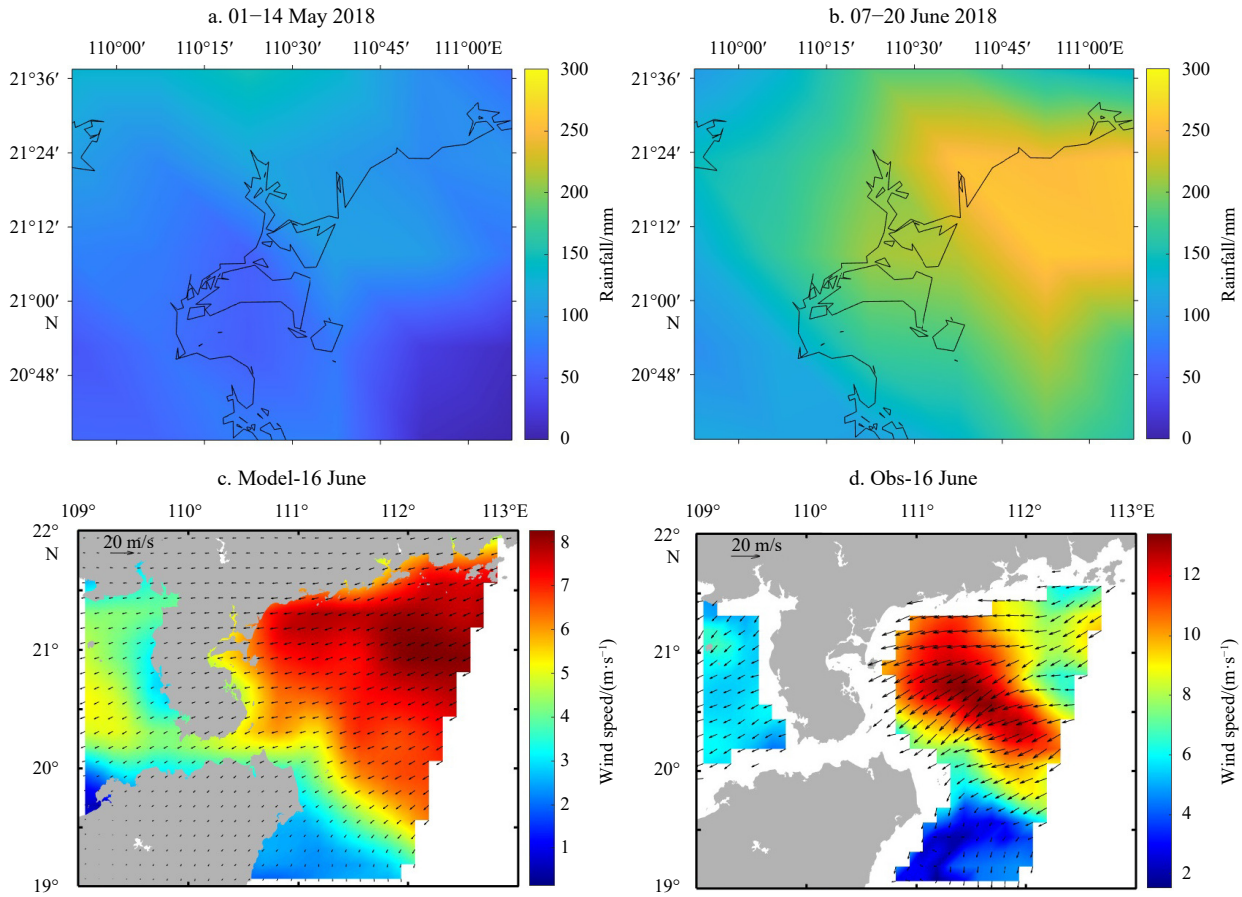 a. 01−14 May 2018
110°00′ 110°15′ 110°30′ 110°45′ 111°00′E
21°36′
21°24′
21°12′
21°00′
N
20°48′
300
250
200
150
100
50
0
Rainfall/mm
b. 07−20 June 2018
110°00′ 110°15′ 110°30′ 110°45′ 111°00′E
21°36′
21°24′
21°12′
21°00′
N
20°48′
300
250
200
150
100
50
0
Rainfall/mm
c. Model-16 June
109° 110° 111° 112° 113°E
22°
N
21°
20°
19°
20 m/s
8
7
6
5
4
3
2
1
Wind speed/(m·s⁻¹)
d. Obs-16 June
109° 110° 111° 112° 113°E
22°
N
21°
20°
19°
20 m/s
12
10
8
6
4
2
Wind speed/(m·s⁻¹)